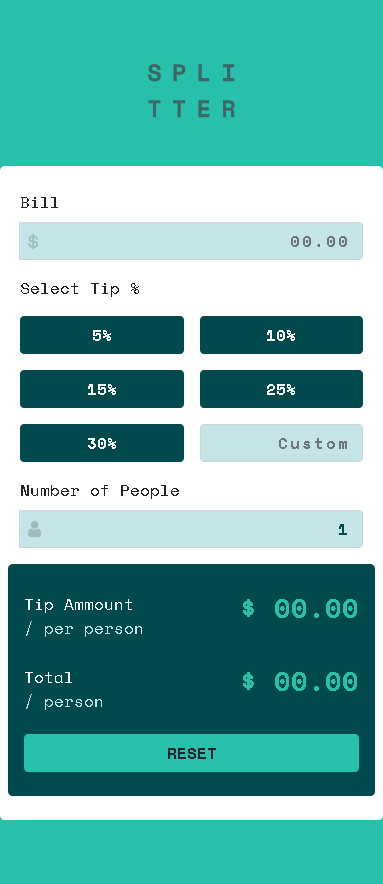 SPLI
TTER
Bill
$ 00.00
Select Tip %
5% 10%
15% 25%
30% Custom
Number of People
1
Tip Ammount $ 00.00
/ per person
Total $ 00.00
/ person
RESET